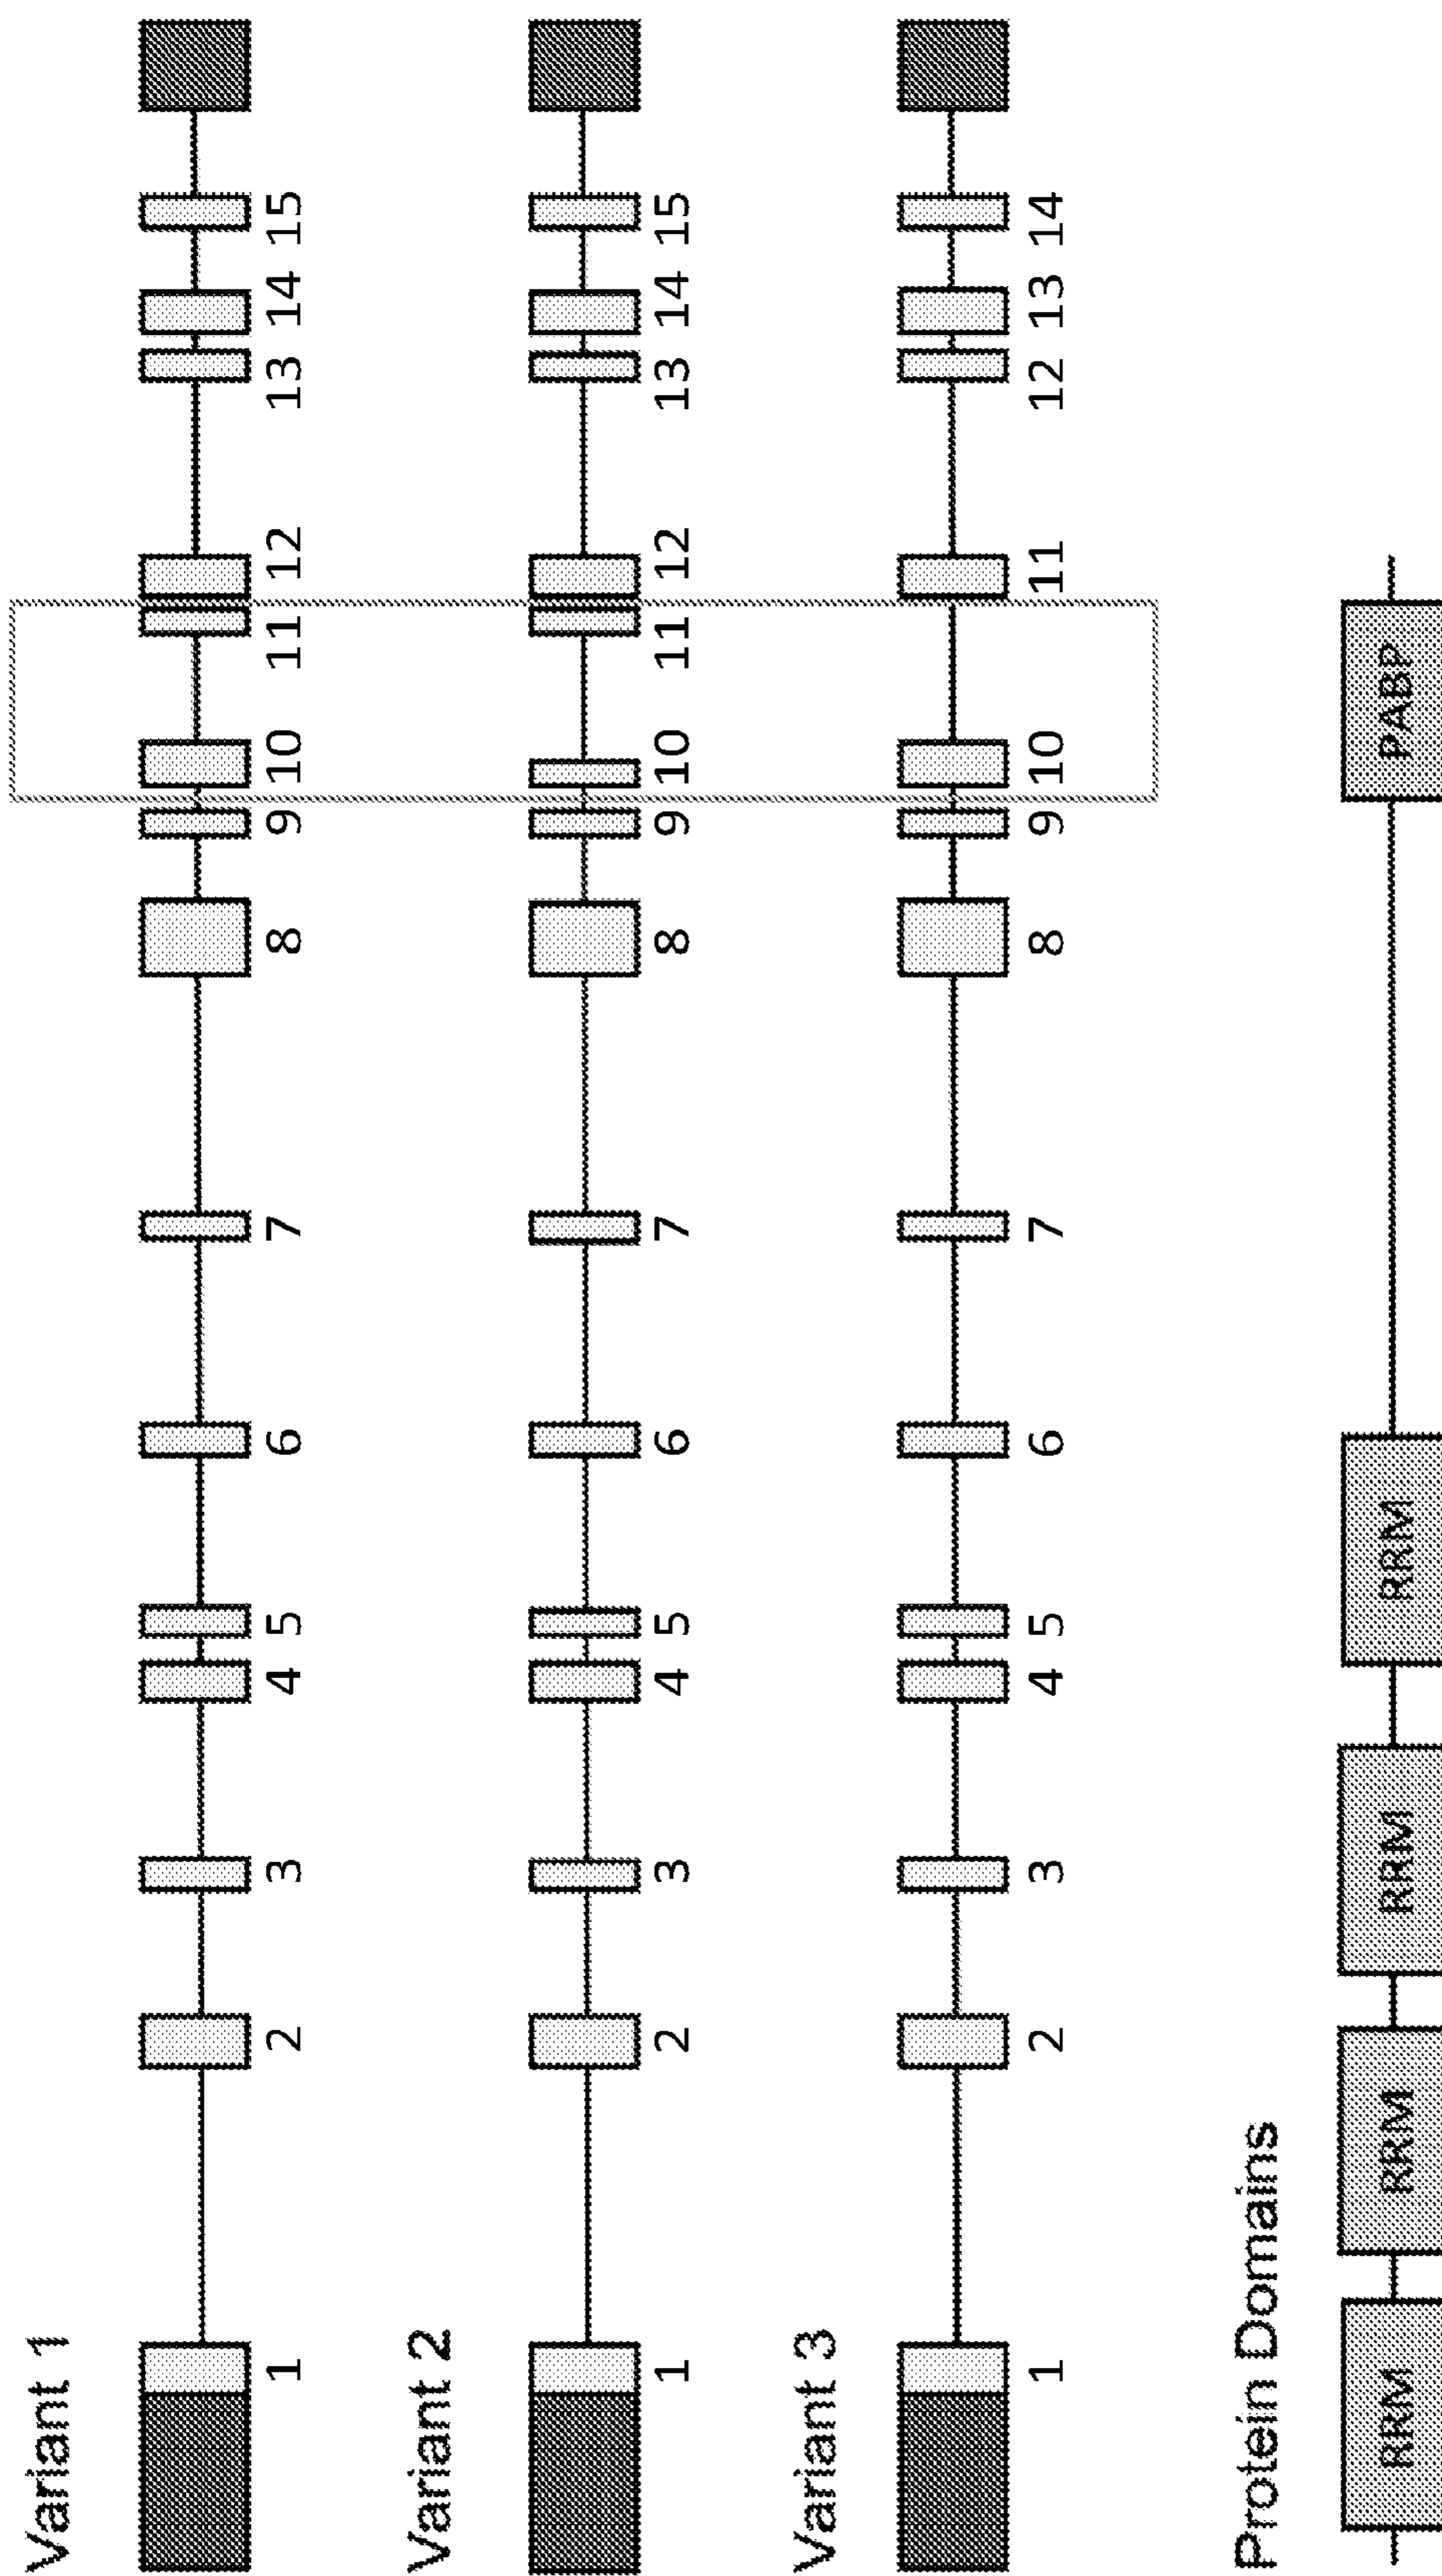 Variant 1
1 2 3 4 5 6 7 8 9 10 11 12 13 14 15
Variant 2
1 2 3 4 5 6 7 8 9 10 11 12 13 14 15
Variant 3
1 2 3 4 5 6 7 8 9 10 11 12 13 14
Protein Domains
RRM RRM RRM RRM PABP